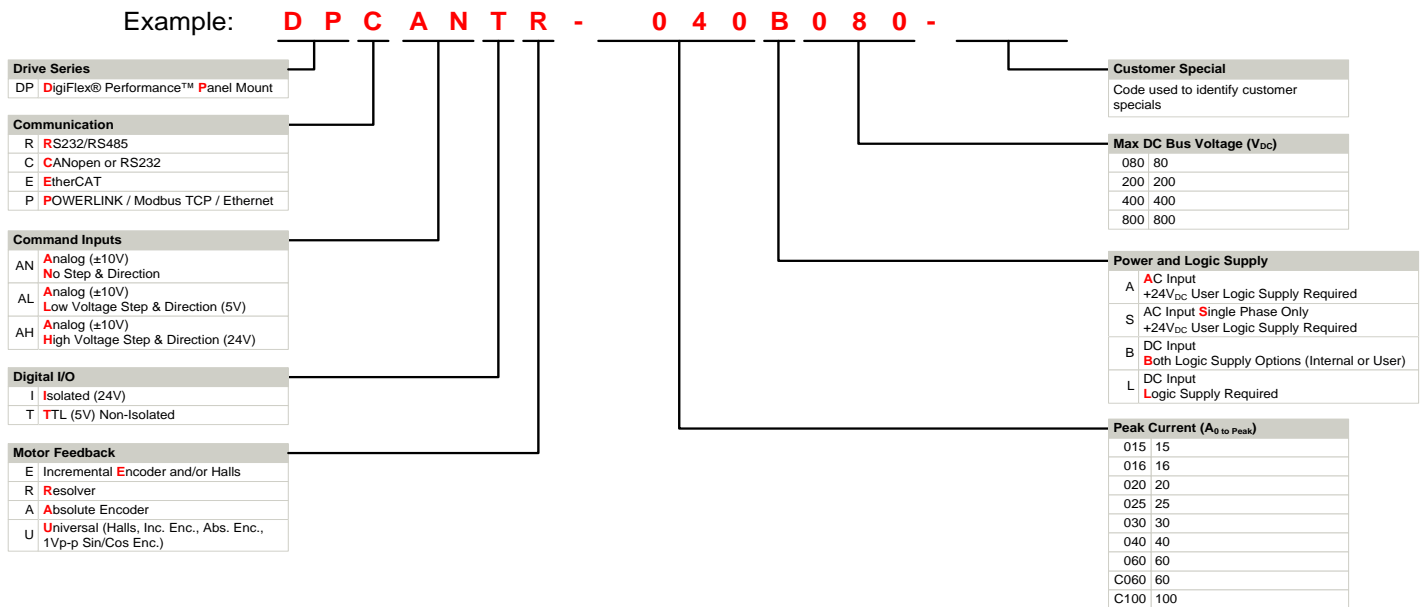 Example: D P C A N T R - 0 4 0 B 0 8 0 -
Drive Series
DP DigiFlex® Performance™ Panel Mount
Communication
R RS232/RS485
C CANopen or RS232
E EtherCAT
P POWERLINK / Modbus TCP / Ethernet
Command Inputs
AN Analog (±10V)
No Step & Direction
AL Analog (±10V)
Low Voltage Step & Direction (5V)
AH Analog (±10V)
High Voltage Step & Direction (24V)
Digital I/O
I Isolated (24V)
T TTL (5V) Non-Isolated
Motor Feedback
E Incremental Encoder and/or Halls
R Resolver
A Absolute Encoder
U Universal (Halls, Inc. Enc., Abs. Enc.,
1Vp-p Sin/Cos Enc.)
Customer Special
Code used to identify customer
specials
Max DC Bus Voltage (VDC)
080 80
200 200
400 400
800 800
Power and Logic Supply
A AC Input
+24VDC User Logic Supply Required
S AC Input Single Phase Only
+24VDC User Logic Supply Required
B DC Input
Both Logic Supply Options (Internal or User)
L DC Input
Logic Supply Required
Peak Current (A0 to Peak)
015 15
016 16
020 20
025 25
030 30
040 40
060 60
C060 60
C100 100